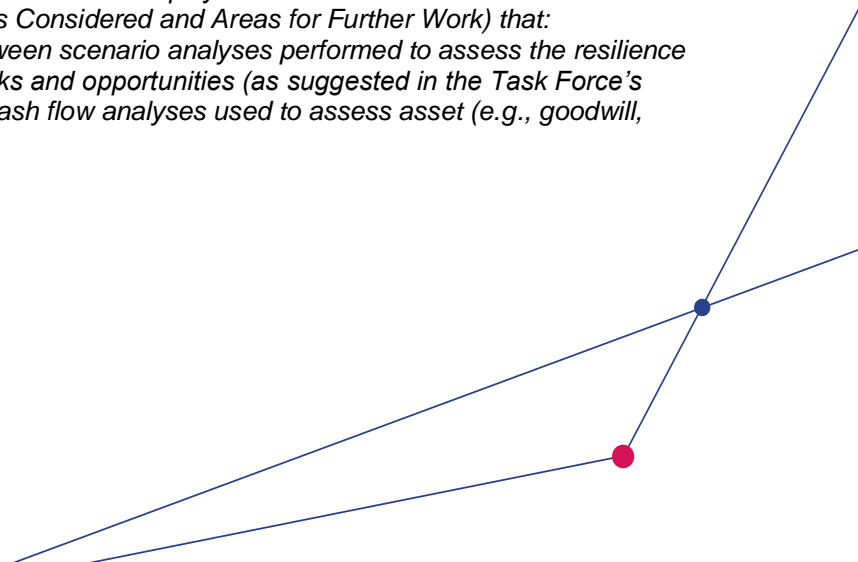 s Considered and Areas for Further Work) that:
ween scenario analyses performed to assess the resilience
ks and opportunities (as suggested in the Task Force’s
ash flow analyses used to assess asset (e.g., goodwill,